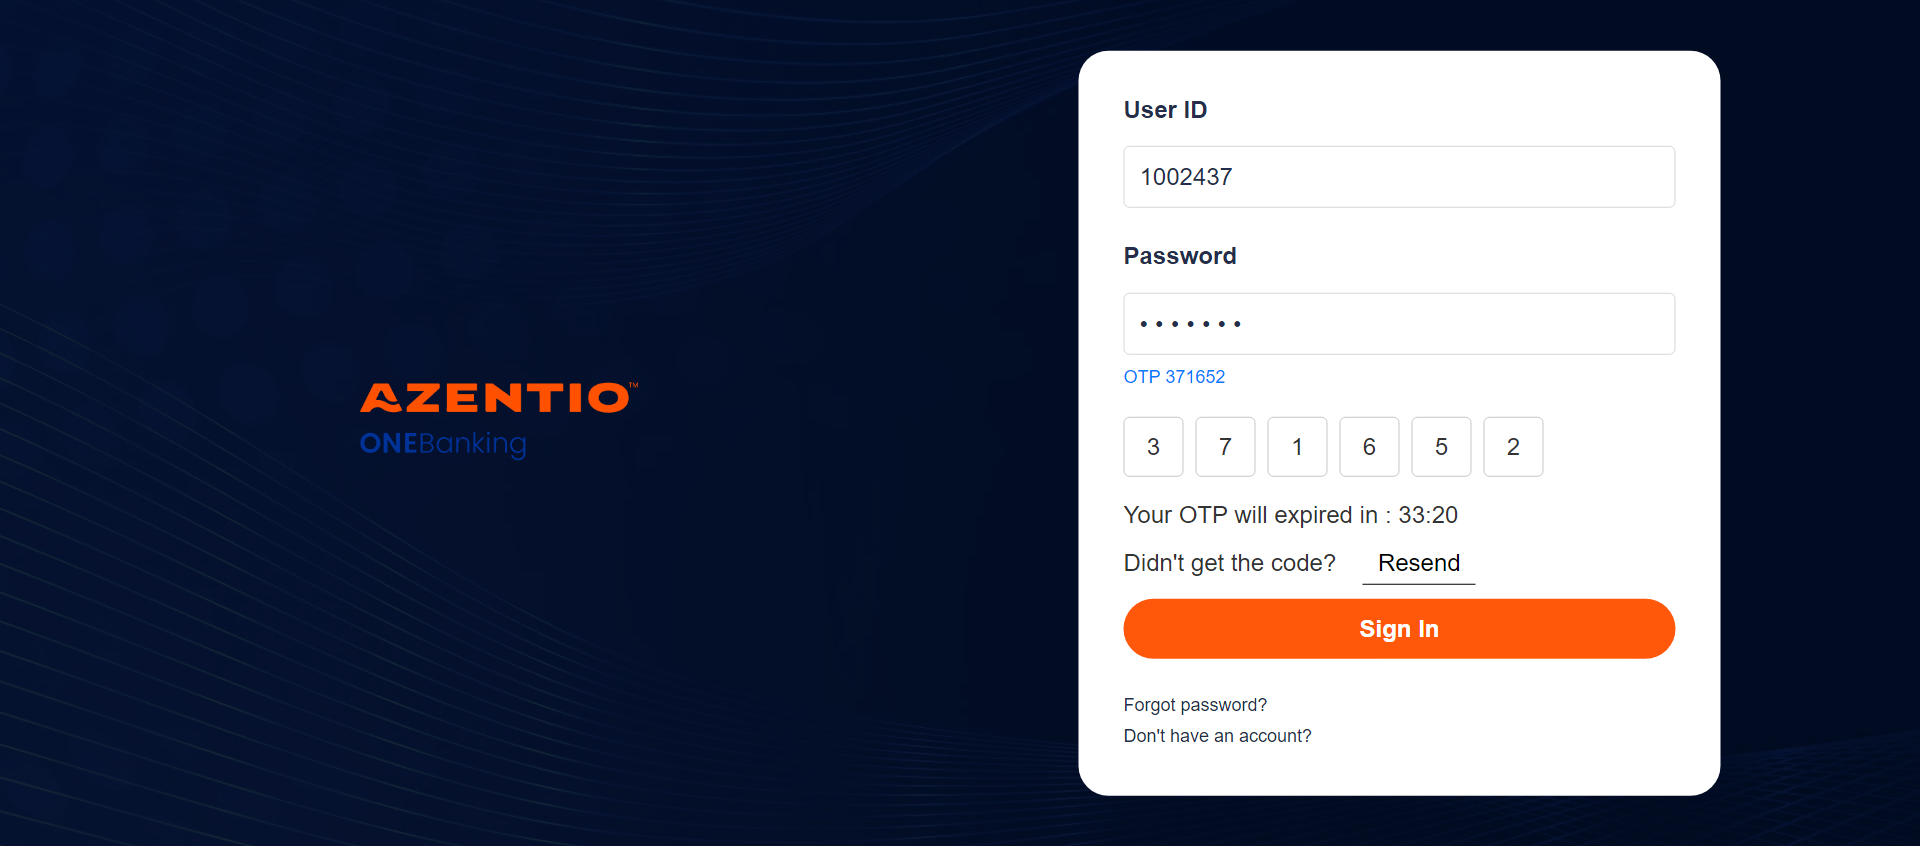 AZENTIO™
ONEBanking
User ID
1002437
Password
•••••••
OTP 371652
3 7 1 6 5 2
Your OTP will expired in : 33:20
Didn't get the code? Resend
Sign In
Forgot password?
Don't have an account?